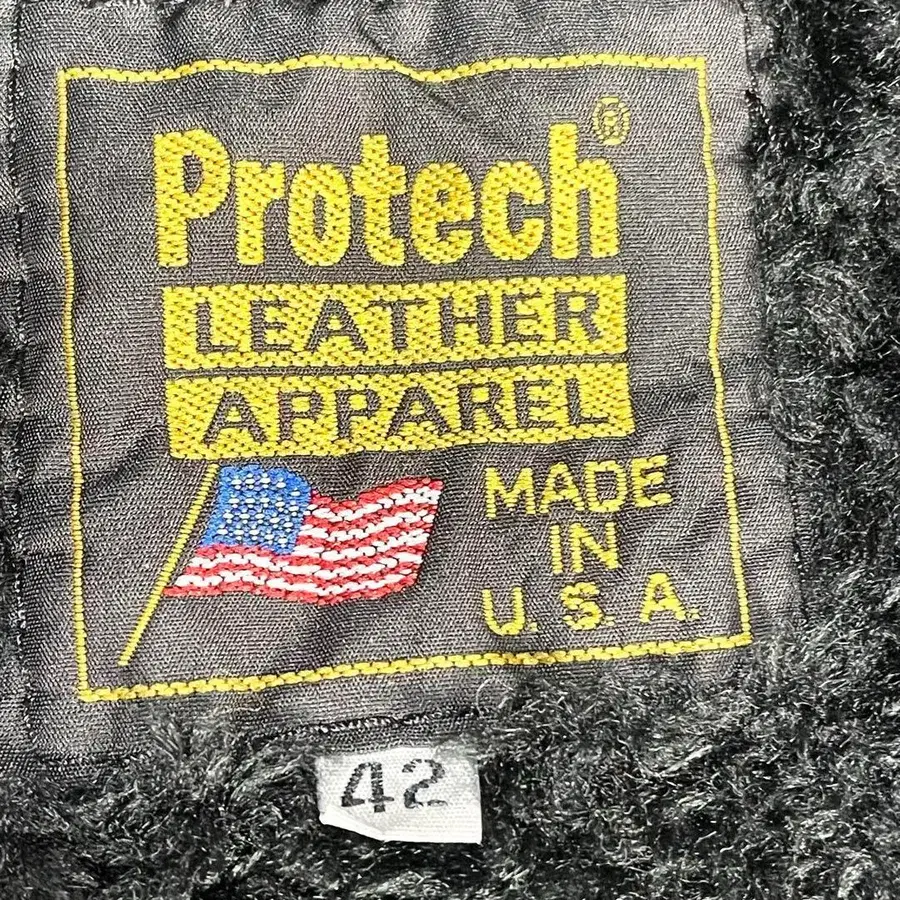 Protech®
LEATHER
APPAREL
MADE
IN
U.S.A.
42